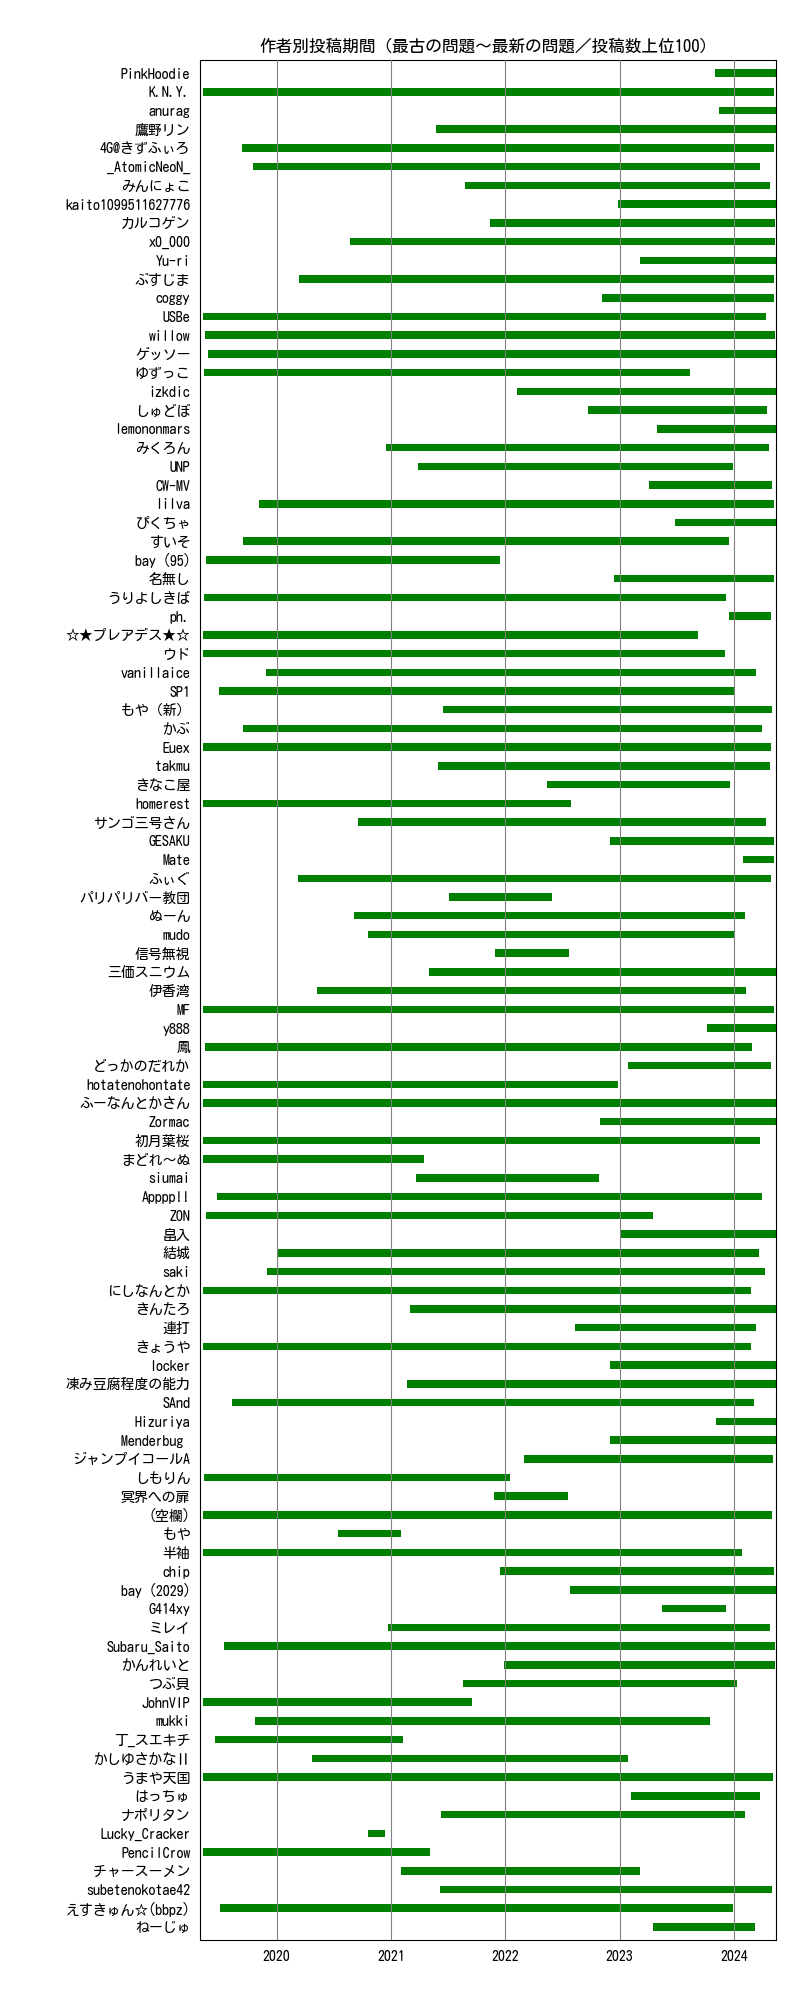 作者別投稿期間（最古の問題～最新の問題／投稿数上位100）
PinkHoodie
K.N.Y.
anurag
鷹野リン
4G@きずふぃろ
_AtomicNeoN_
みんにょこ
kaito1099511627776
カルコゲン
x0_000
Yu-ri
ぶすじま
coggy
USBe
willow
ゲッソー
ゆずっこ
izkdic
しゅどぼ
lemononmars
みくろん
UNP
CW-MV
lilva
ぴくちゃ
すいそ
bay (95)
名無し
うりよしきば
ph.
☆★プレアデス★☆
ウド
vanillaice
SP1
もや（新）
かぶ
Euex
takmu
きなこ屋
homerest
サンゴ三号さん
GESAKU
Mate
ふぃぐ
パリパリバー教団
ぬーん
mudo
信号無視
三価スニウム
伊香湾
MF
y888
鳳
どっかのだれか
hotatenohontate
ふーなんとかさん
Zormac
初月葉桜
まどれ～ぬ
siumai
Appppll
ZON
畠入
結城
saki
にしなんとか
きんたろ
連打
きょうや
locker
凍み豆腐程度の能力
SAnd
Hizuriya
Menderbug
ジャンプイコールA
しもりん
冥界への扉
(空欄)
もや
半袖
chip
bay (2029)
G414xy
ミレイ
Subaru_Saito
かんれいと
つぶ貝
JohnVIP
mukki
丁_スエキチ
かしゆさかなII
うまや天国
はっちゅ
ナポリタン
Lucky_Cracker
PencilCrow
チャースーメン
subetenokotae42
えすきゅん☆(bbpz)
ねーじゅ
2020 2021 2022 2023 2024